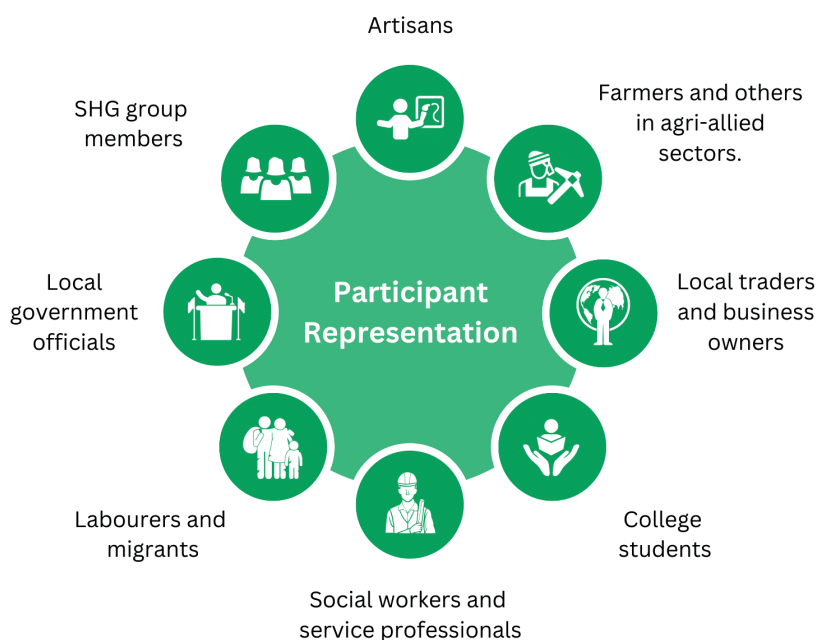 Artisans
Farmers and others
in agri-allied
sectors.
Local traders
and business
owners
College
students
Social workers and
service professionals
Labourers and
migrants
Local
government
officials
SHG group
members
Participant
Representation